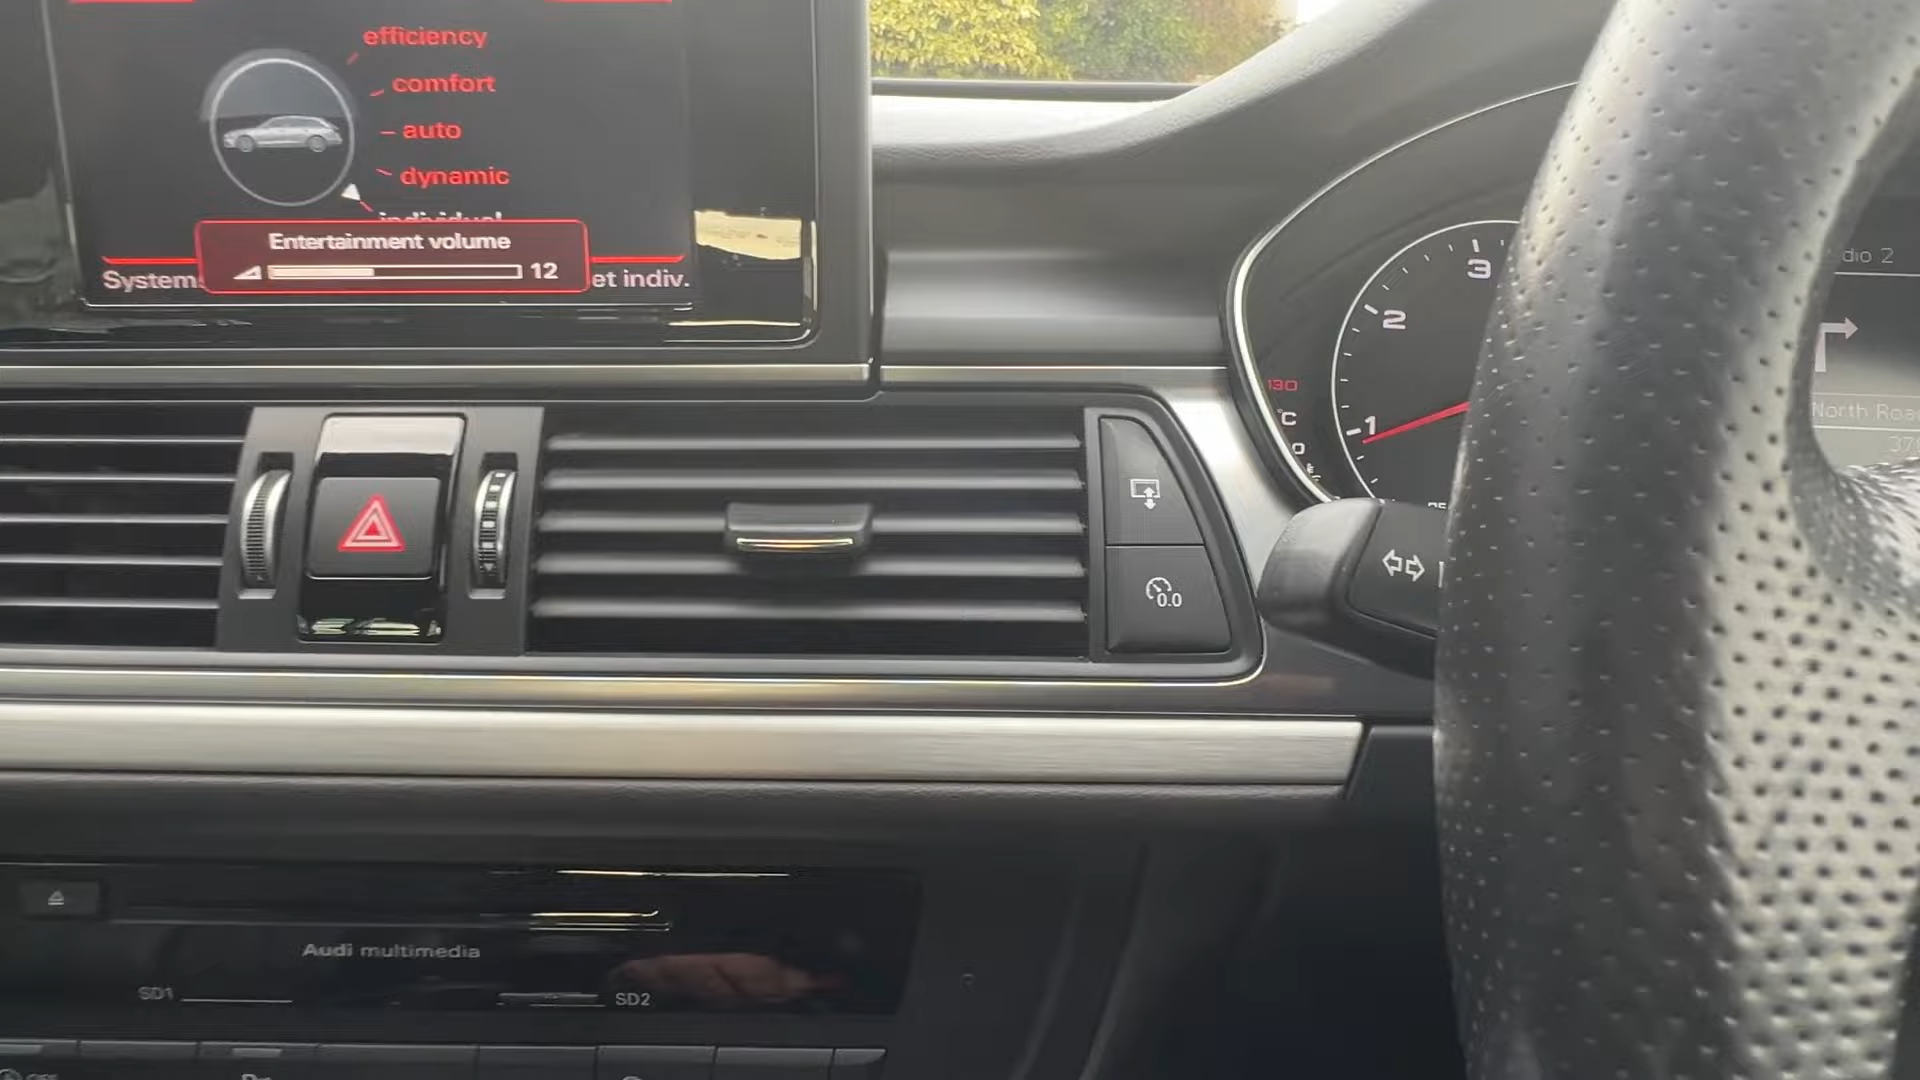 efficiency
comfort
auto
dynamic
individual
Entertainment volume
12
et indiv.
3
2
1
130
°C
dio 2
North Roa
0.0
Audi multimedia
SD1
SD2